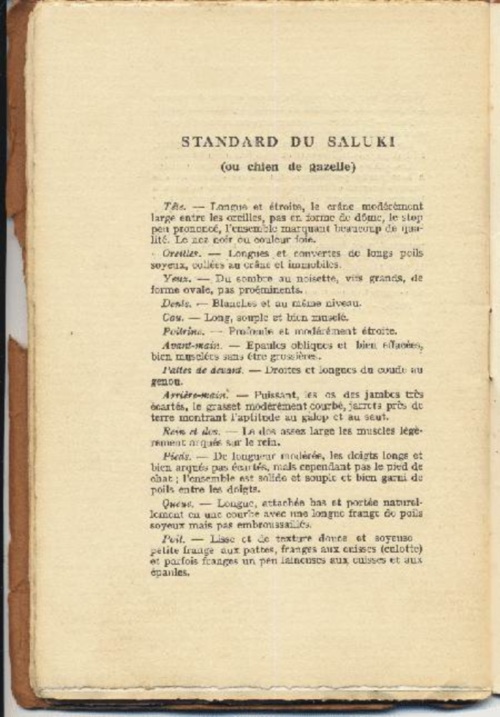 STANDARD DU SALUKI
(ou chien de gazelle)
Tête. — Longue et étroite, le crâne modérément
large entre les oreilles, pas en forme de dôme, le stop
peu prononcé, l'ensemble marquant beaucoup de qua-
lité. Le nez noir ou couleur foie.
Oreilles. — Longues et couvertes de longs poils
soyeux, collées au crâne et immobiles.
Yeux. — Du sombre au noisette, vifs grands, de
forme ovale, pas proéminents.
Dents. — Blanches et au même niveau.
Cou. — Long, souple et bien musclé.
Poitrine. — Profonde et modérément étroite.
Avant-main. — Epaules obliques et bien effacées,
bien musclées sans être grossières.
Pattes de devant. — Droites et longues du coude au
genou.
Arrière-main. — Puissant, les os des jambes très
écartés, le grasset modérément courbé, jarrets près de
terre montrant l'aptitude au galop et au saut.
Rein et dos. — Le dos assez large les muscles légè-
rement arqués sur le rein.
Pieds. — De longueur modérée, les doigts longs et
bien arqués pas écartés, mais cependant pas le pied de
chat ; l'ensemble est solide et souple et bien garni de
poils entre les doigts.
Queue. — Longue, attachée bas et portée naturel-
lement en une courbe avec une longue frange de poils
soyeux mais pas embroussaillés.
Poil. — Lisse et de texture douce et soyeuse
petite frange aux pattes, franges aux cuisses (culotte)
et parfois franges un peu laineuses aux cuisses et aux
épaules.